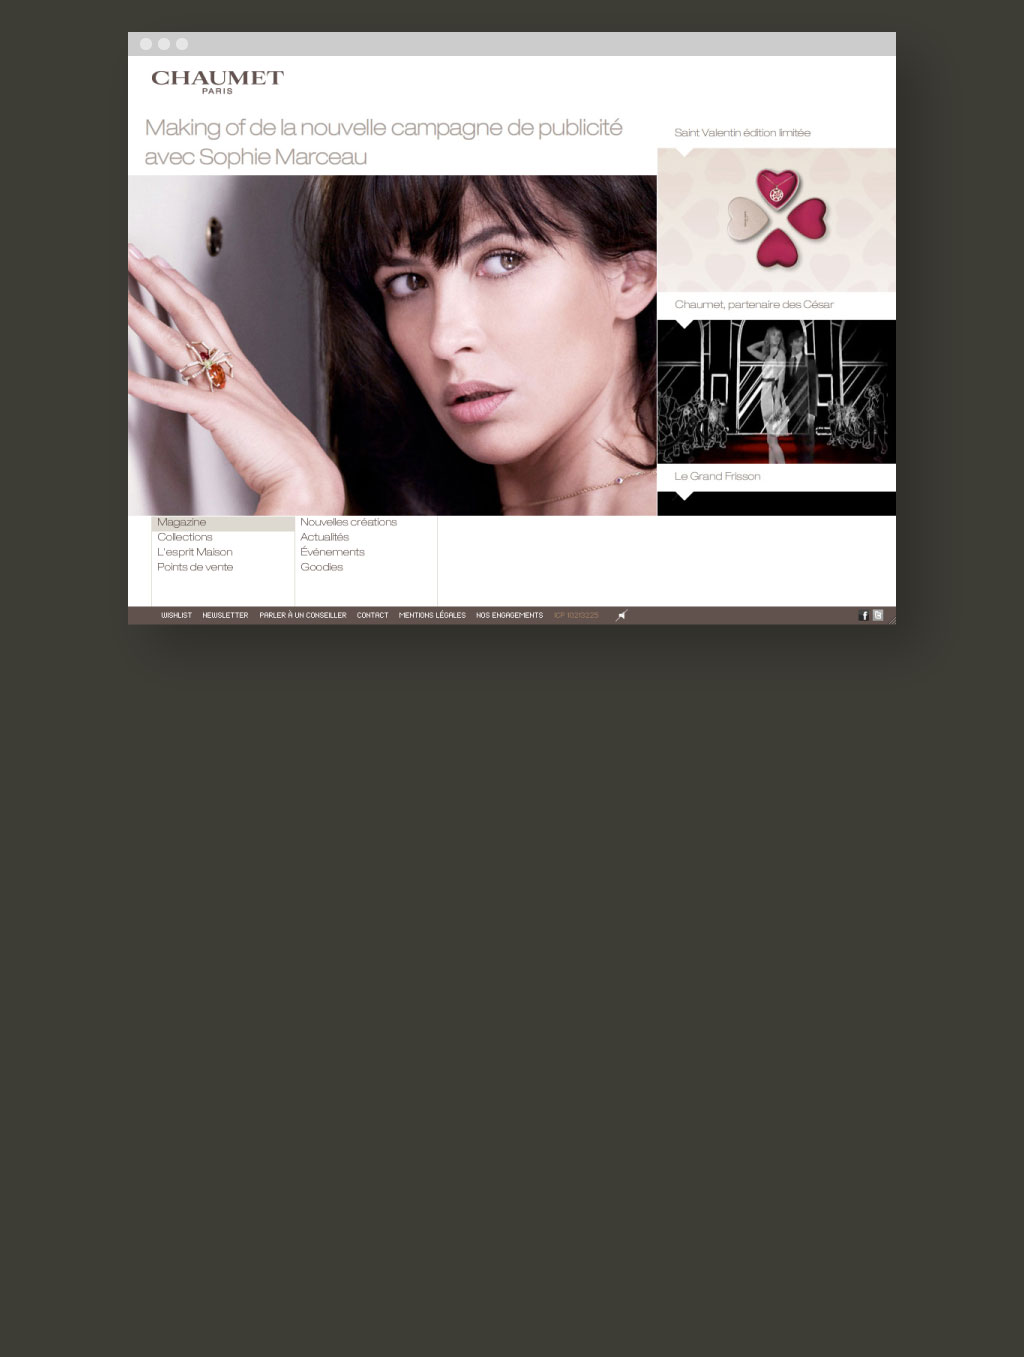 CHAUMET
PARIS
Making of de la nouvelle campagne de publicité
avec Sophie Marceau
Saint Valentin édition limitée
Chaumet, partenaire des César
Le Grand Frisson
Magazine
Collections
L'esprit Maison
Points de vente
Nouvelles créations
Actualités
Événements
Goodies
WISHLIST NEWSLETTER PARLER À UN CONSEILLER CONTACT MENTIONS LÉGALES NOS ENGAGEMENTS